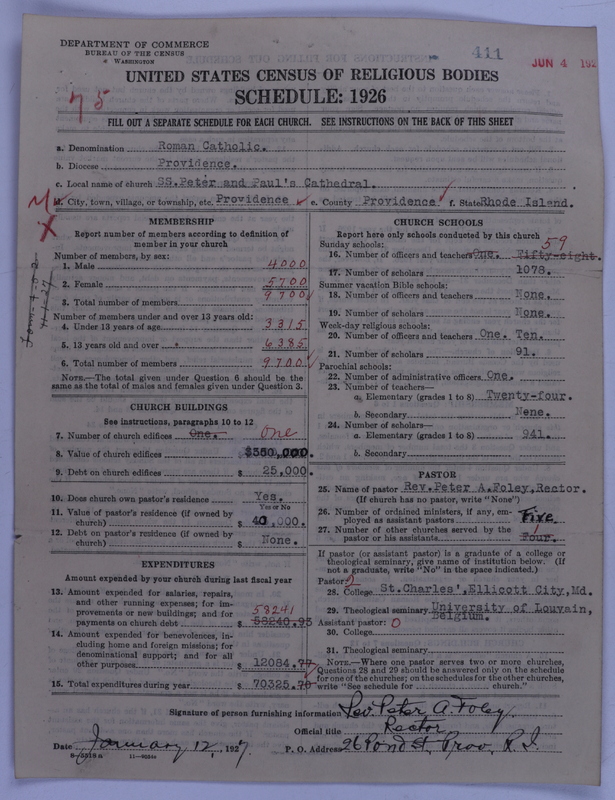 DEPARTMENT OF COMMERCE
BUREAU OF THE CENSUS
WASHINGTON
411
JUN 4 192
UNITED STATES CENSUS OF RELIGIOUS BODIES
SCHEDULE: 1926
75
FILL OUT A SEPARATE SCHEDULE FOR EACH CHURCH. SEE INSTRUCTIONS ON THE BACK OF THIS SHEET
a. Denomination Roman Catholic.
b. Diocese Providence.
c. Local name of church SS.Peter and Paul's Cathedral.
d. City, town, village, or township, etc. Providence e. County Providence f. State Rhode Island.
MEMBERSHIP
Report number of members according to definition of
member in your church
Number of members, by sex:
1. Male 4000
2. Female 5700
3. Total number of members 9700
Number of members under and over 13 years old:
4. Under 13 years of age 3315
5. 13 years old and over 6385
6. Total number of members 9700
NOTE.—The total given under Question 6 should be the
same as the total of males and females given under Question 3.
CHURCH BUILDINGS
See instructions, paragraphs 10 to 12
7. Number of church edifices One. One
8. Value of church edifices $350,000.
9. Debt on church edifices $ 25,000.
10. Does church own pastor's residence Yes.
Yes or No
11. Value of pastor's residence (if owned by
church) $ 40,000.
12. Debt on pastor's residence (if owned by
church) $ None.
EXPENDITURES
Amount expended by your church during last fiscal year
13. Amount expended for salaries, repairs,
and other running expenses; for im-
provements or new buildings; and for
payments on church debt $ 58240.95 58241
14. Amount expended for benevolences, in-
cluding home and foreign missions; for
denominational support; and for all
other purposes $ 12084.77
15. Total expenditures during year $ 70325.70
CHURCH SCHOOLS
Report here only schools conducted by this church
Sunday schools: 59
16. Number of officers and teachers One. Fifty-eight.
17. Number of scholars 1078.
Summer vacation Bible schools:
18. Number of officers and teachers None.
19. Number of scholars None.
Week-day religious schools:
20. Number of officers and teachers One. Ten.
21. Number of scholars 91.
Parochial schools:
22. Number of administrative officers One.
23. Number of teachers—
a. Elementary (grades 1 to 8) Twenty-four.
b. Secondary None.
24. Number of scholars—
a. Elementary (grades 1 to 8) 941.
b. Secondary
PASTOR
25. Name of pastor Rev.Peter A.Foley,Rector.
(If church has no pastor, write "None")
26. Number of ordained ministers, if any, em-
ployed as assistant pastors Five
27. Number of other churches served by the
pastor or his assistants Four.
If pastor (or assistant pastor) is a graduate of a college or
theological seminary, give name of institution below. (If
not a graduate, write "No" in the space indicated.)
Pastor:
28. College St.Charles',Ellicott City,Md.
29. Theological seminary University of Louvain,
Belgium.
Assistant pastor: 0
30. College
31. Theological seminary
NOTE.—Where one pastor serves two or more churches,
Questions 28 and 29 should be answered only on the schedule
for one of the churches; on the schedules for the other churches,
write "See schedule for church."
Signature of person furnishing information Rev. Peter A. Foley
Official title Rector
Date January 12, 1927. P. O. Address 26 Pond St, Prov, R. I.